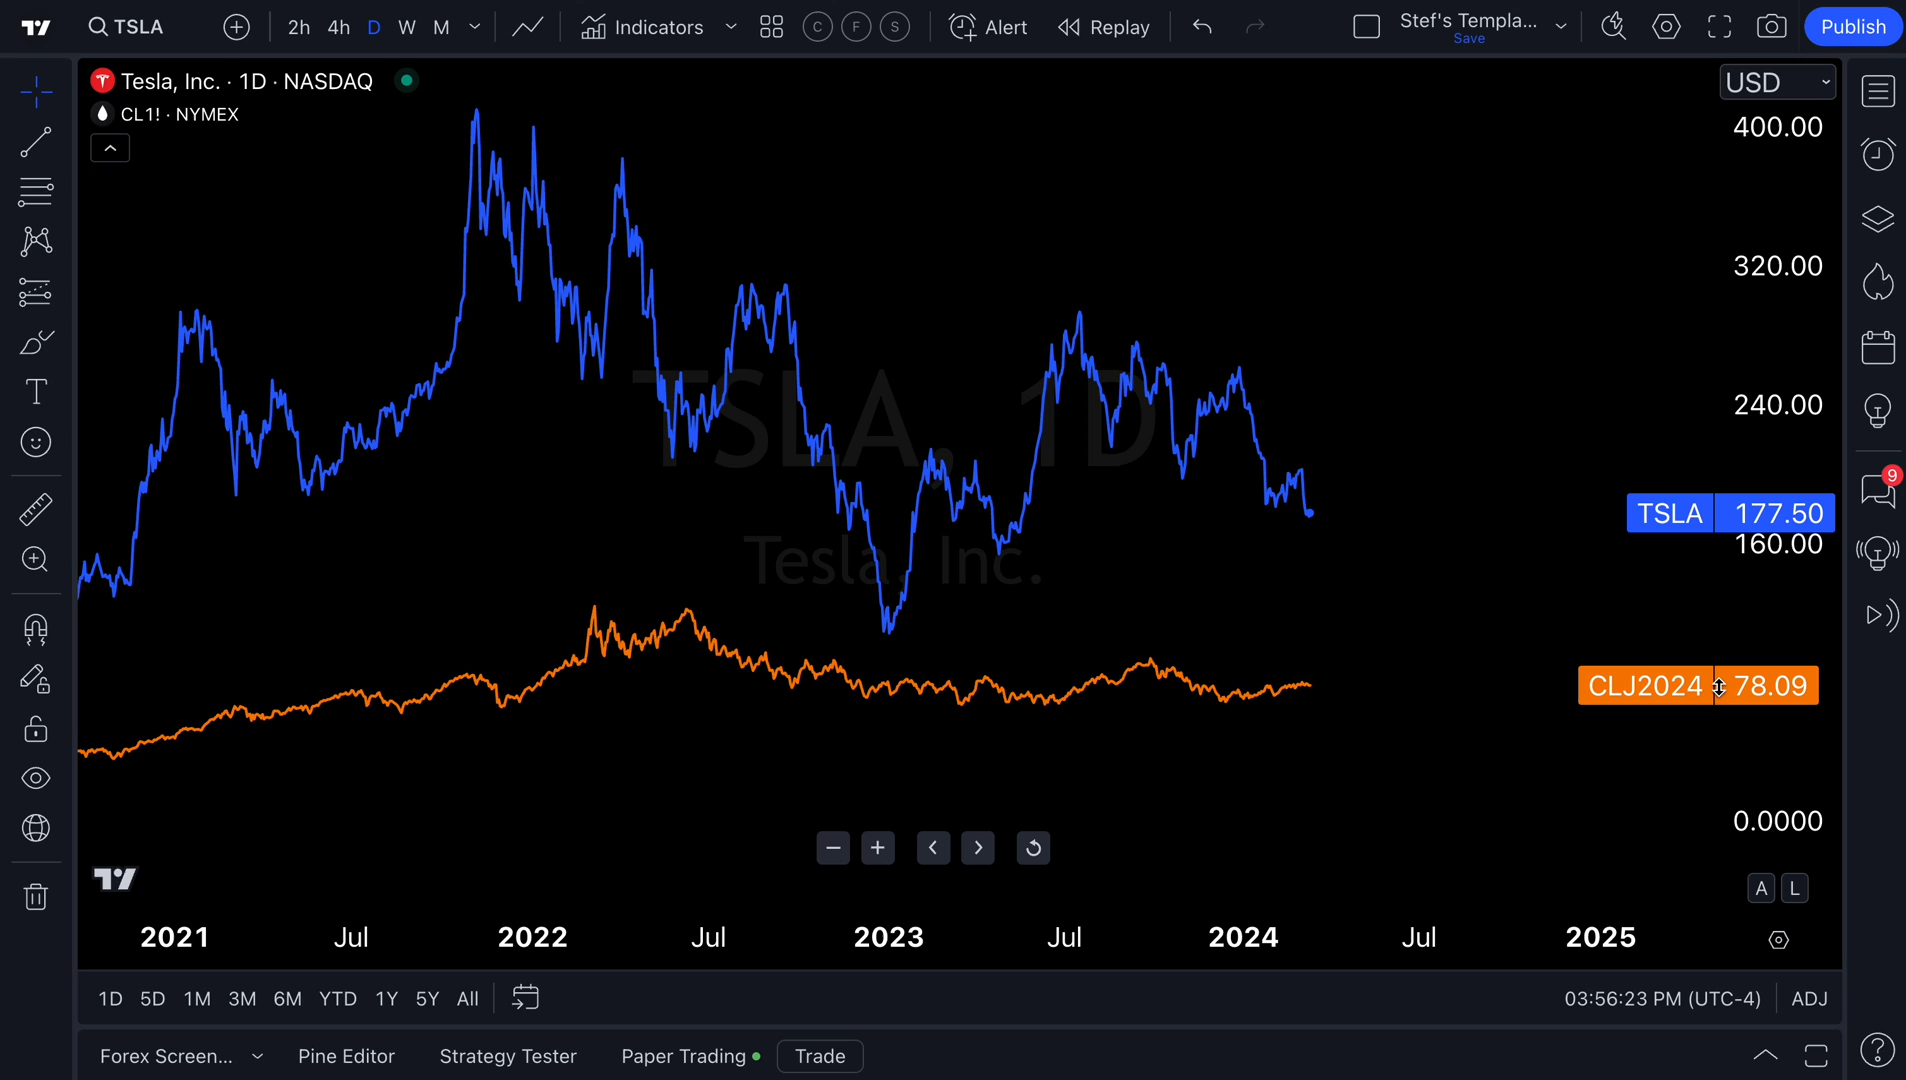 TSLA 2h 4h D W M Indicators C F S Alert Replay Stef's Templa... Save Publish
Tesla, Inc. · 1D · NASDAQ
CL1! · NYMEX
USD
400.00
320.00
240.00
TSLA, 1D
Tesla, Inc.
TSLA 177.50
160.00
CLJ2024 78.09
0.0000
9
A L
2021 Jul 2022 Jul 2023 Jul 2024 Jul 2025
1D 5D 1M 3M 6M YTD 1Y 5Y All 03:56:23 PM (UTC-4) ADJ
Forex Screen... Pine Editor Strategy Tester Paper Trading Trade